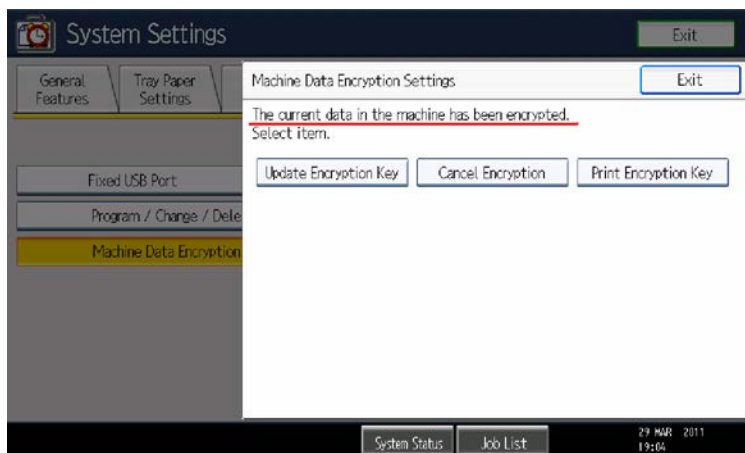 System Settings
Exit
General
Features
Tray Paper
Settings
Machine Data Encryption Settings
Exit
The current data in the machine has been encrypted.
Select item.
Update Encryption Key
Cancel Encryption
Print Encryption Key
Fixed USB Port
Program / Change / Dele
Machine Data Encryption
System Status
Job List
29 MAR 2011
19:04